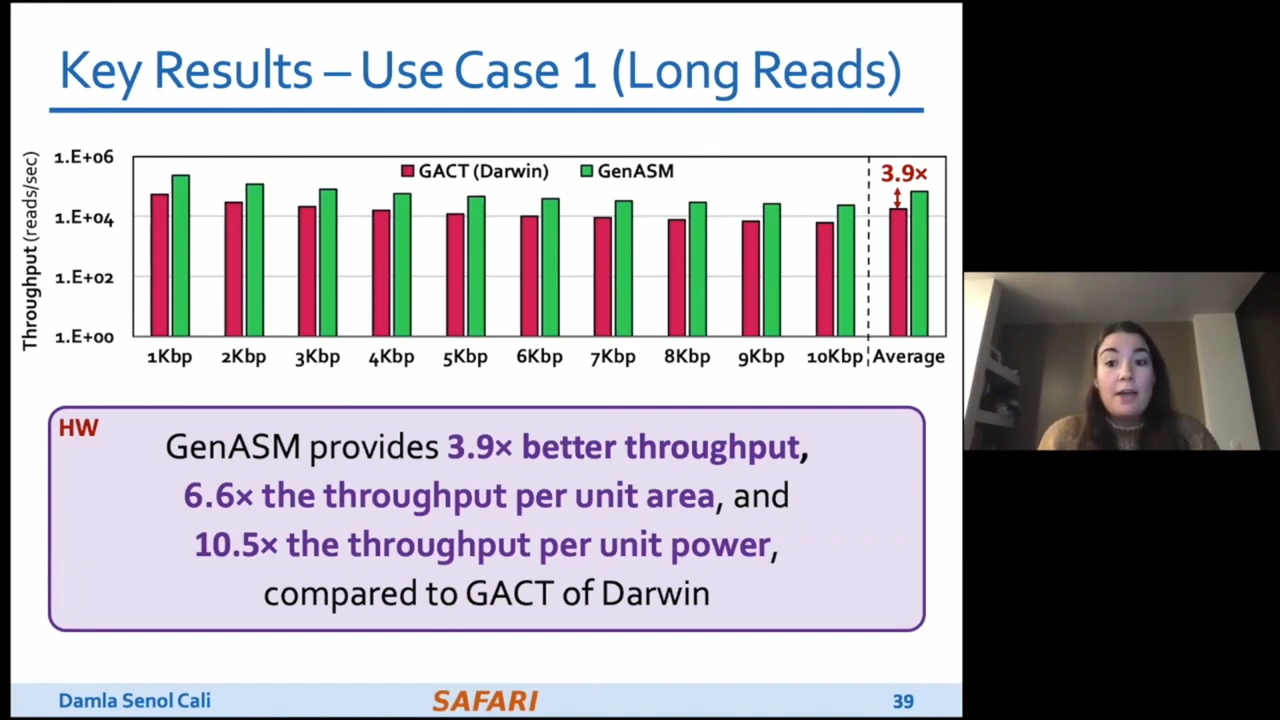 Key Results – Use Case 1 (Long Reads)
Throughput (reads/sec)
1.E+06
1.E+04
1.E+02
1.E+00
GACT (Darwin) GenASM
3.9×
1Kbp 2Kbp 3Kbp 4Kbp 5Kbp 6Kbp 7Kbp 8Kbp 9Kbp 10Kbp Average
HW
GenASM provides 3.9× better throughput,
6.6× the throughput per unit area, and
10.5× the throughput per unit power,
compared to GACT of Darwin
Damla Senol Cali SAFARI 39